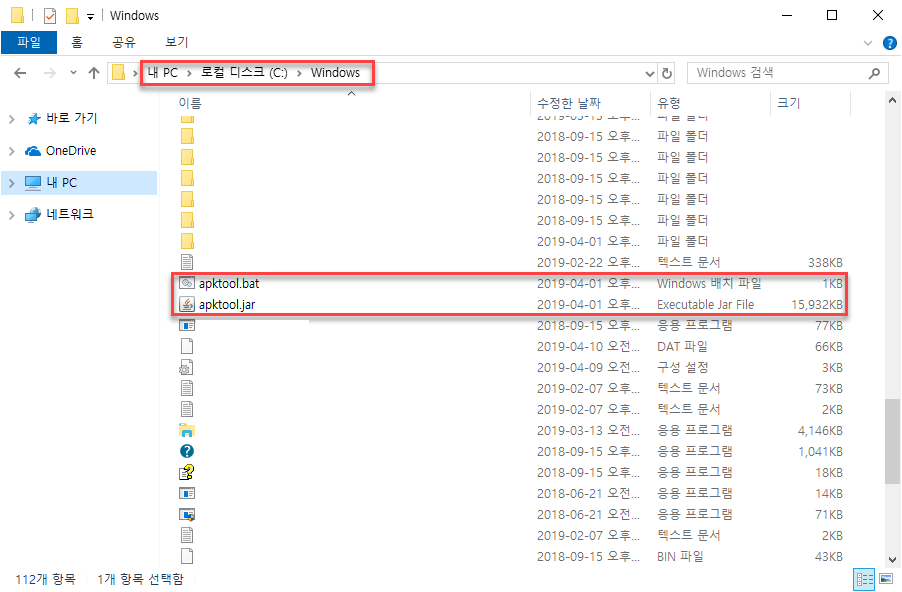 Windows
파일 홈 공유 보기
내 PC › 로컬 디스크 (C:) › Windows
Windows 검색
이름 수정한 날짜 유형 크기
바로 가기
OneDrive
내 PC
네트워크
2019-03-13 오후... 파일 폴더
2018-09-15 오후... 파일 폴더
2018-09-15 오후... 파일 폴더
2018-09-15 오후... 파일 폴더
2018-09-15 오후... 파일 폴더
2018-09-15 오후... 파일 폴더
2019-04-01 오후... 파일 폴더
2019-02-22 오후... 텍스트 문서 338KB
apktool.bat 2019-04-01 오후... Windows 배치 파일 1KB
apktool.jar 2019-04-01 오후... Executable Jar File 15,932KB
2018-09-15 오후... 응용 프로그램 77KB
2019-04-10 오전... DAT 파일 66KB
2019-04-09 오전... 구성 설정 3KB
2019-02-07 오후... 텍스트 문서 73KB
2019-02-07 오후... 텍스트 문서 2KB
2019-03-13 오전... 응용 프로그램 4,146KB
2018-09-15 오후... 응용 프로그램 1,041KB
2018-09-15 오후... 응용 프로그램 18KB
2018-06-21 오전... 응용 프로그램 14KB
2018-06-21 오전... 응용 프로그램 71KB
2019-02-07 오후... 텍스트 문서 2KB
2018-09-15 오후... BIN 파일 43KB
112개 항목 1개 항목 선택함